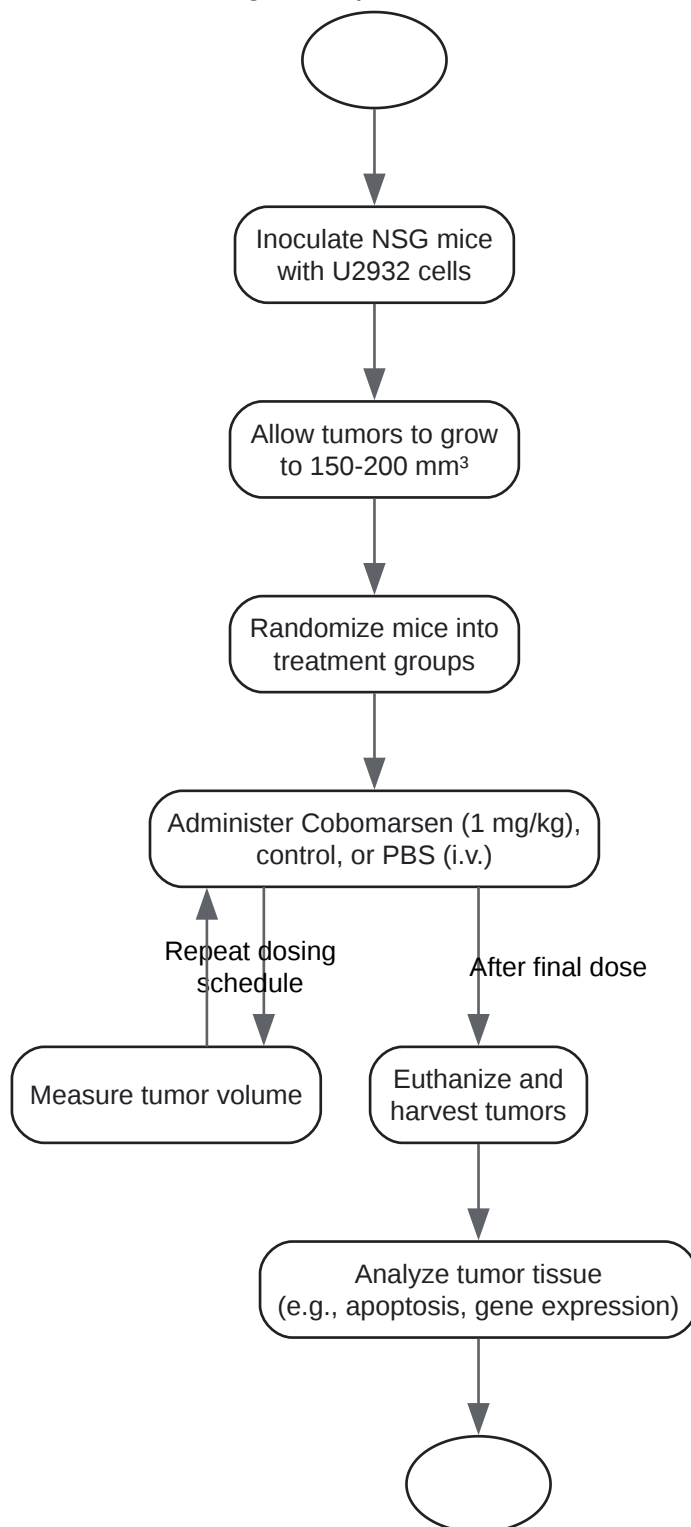 Inoculate NSG mice
with U2932 cells
Allow tumors to grow
to 150-200 mm³
Randomize mice into
treatment groups
Administer Cobomarsen (1 mg/kg),
control, or PBS (i.v.)
Repeat dosing
schedule
After final dose
Measure tumor volume
Euthanize and
harvest tumors
Analyze tumor tissue
(e.g., apoptosis, gene expression)